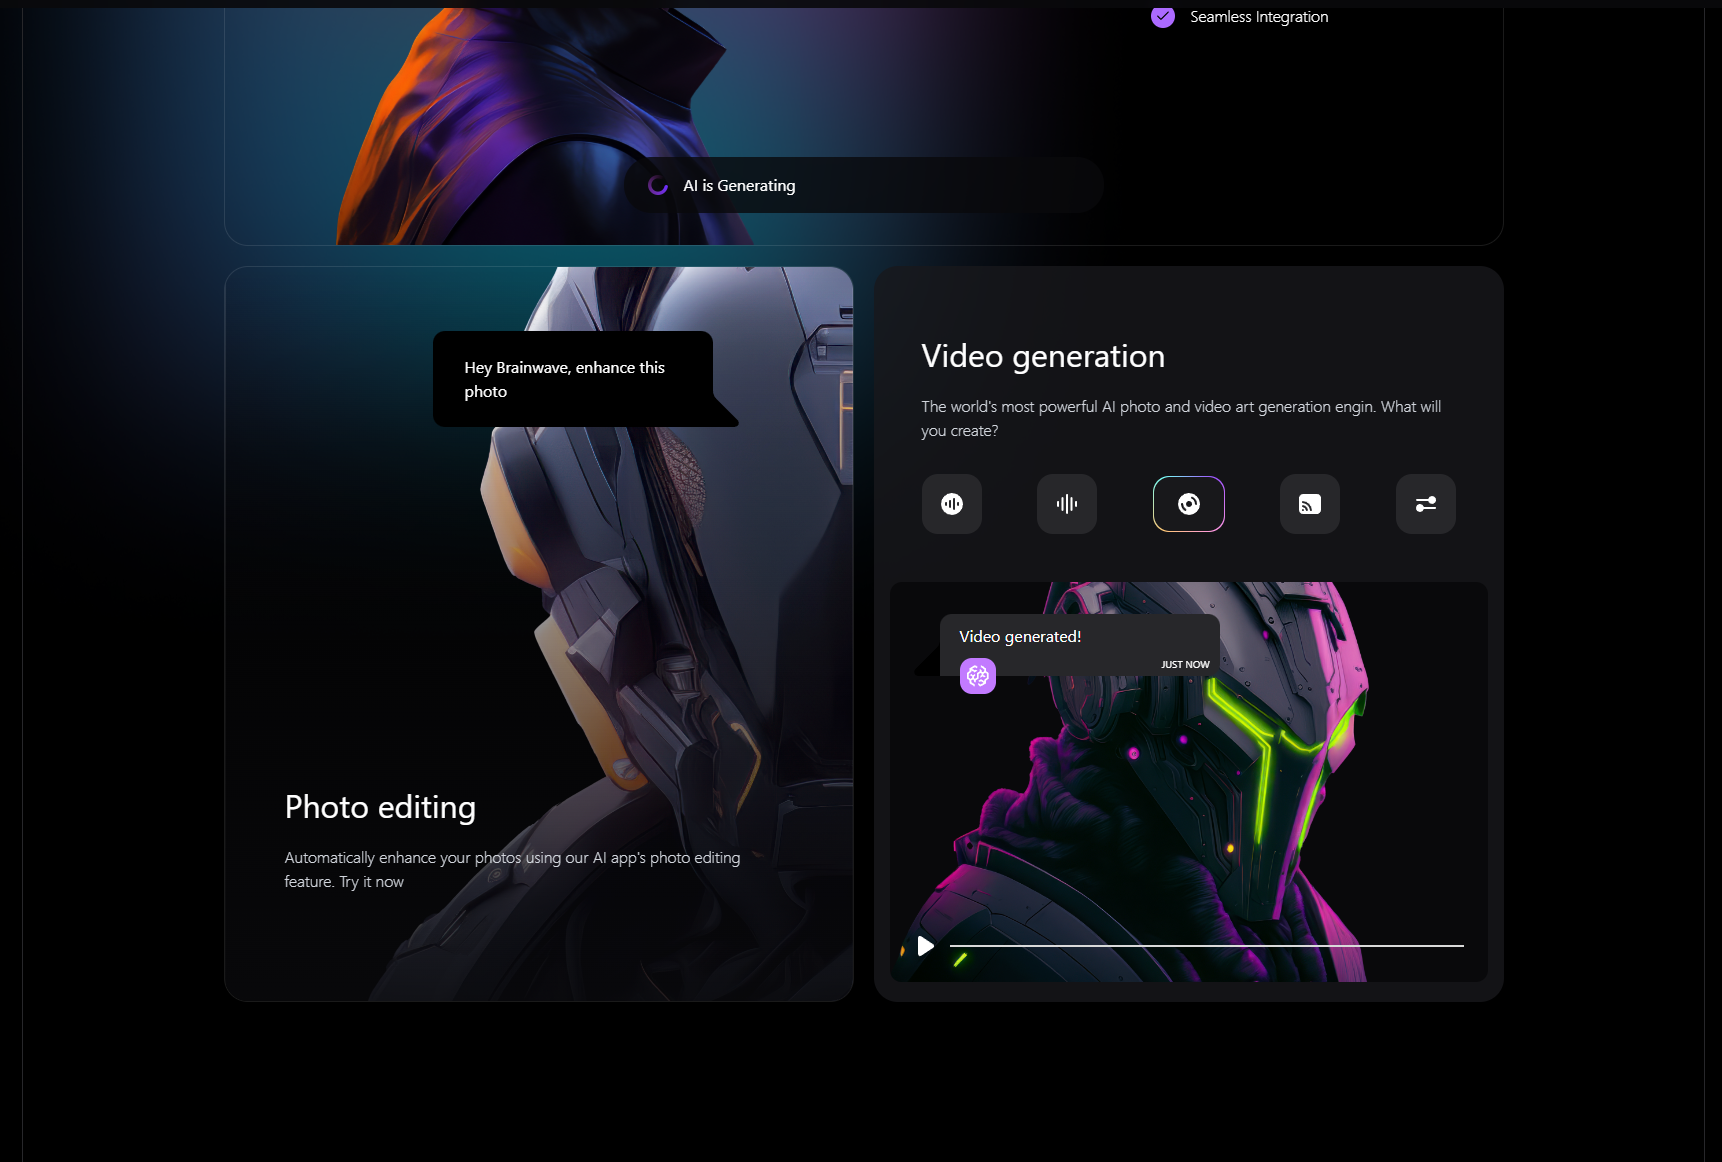 Seamless Integration
AI is Generating
Hey Brainwave, enhance this
photo
Photo editing
Automatically enhance your photos using our AI app's photo editing
feature. Try it now
Video generation
The world's most powerful AI photo and video art generation engin. What will
you create?
Video generated!
JUST NOW